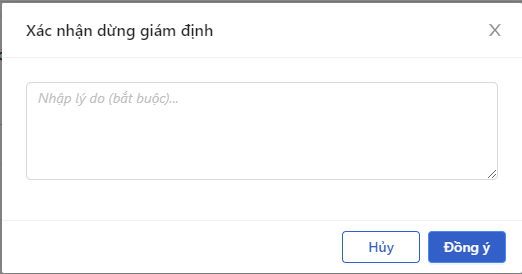 Xác nhận dừng giám định
Nhập lý do (bắt buộc)...
Hủy
Đồng ý